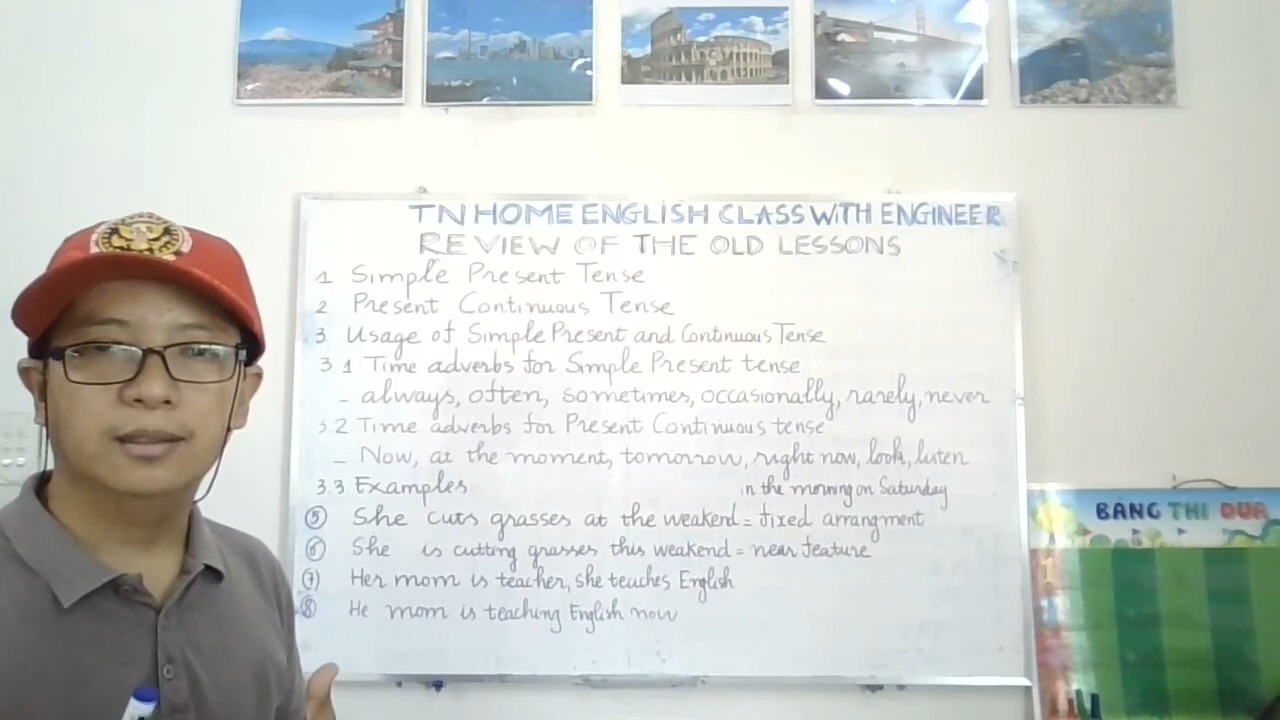 TN HOME ENGLISH CLASS WITH ENGINEER
REVIEW OF THE OLD LESSONS
1 Simple Present Tense
2 Present Continuous Tense
3. Usage of Simple Present and Continuous Tense
3 1 Time adverbs for Simple Present tense
- always, often, sometimes, occasionally, rarely, never
3.2 Time adverbs for Present Continuous tense
- Now, at the moment, tomorrow, right now, look, listen
3.3 Examples
in the morning on Saturday
5 She cuts grasses at the weakend = fixed arrangment
6 She is cutting grasses this weakend = near feature
7 Her mom is teacher, she teaches English
8 He mom is teaching English now
BẢNG THI ĐUA